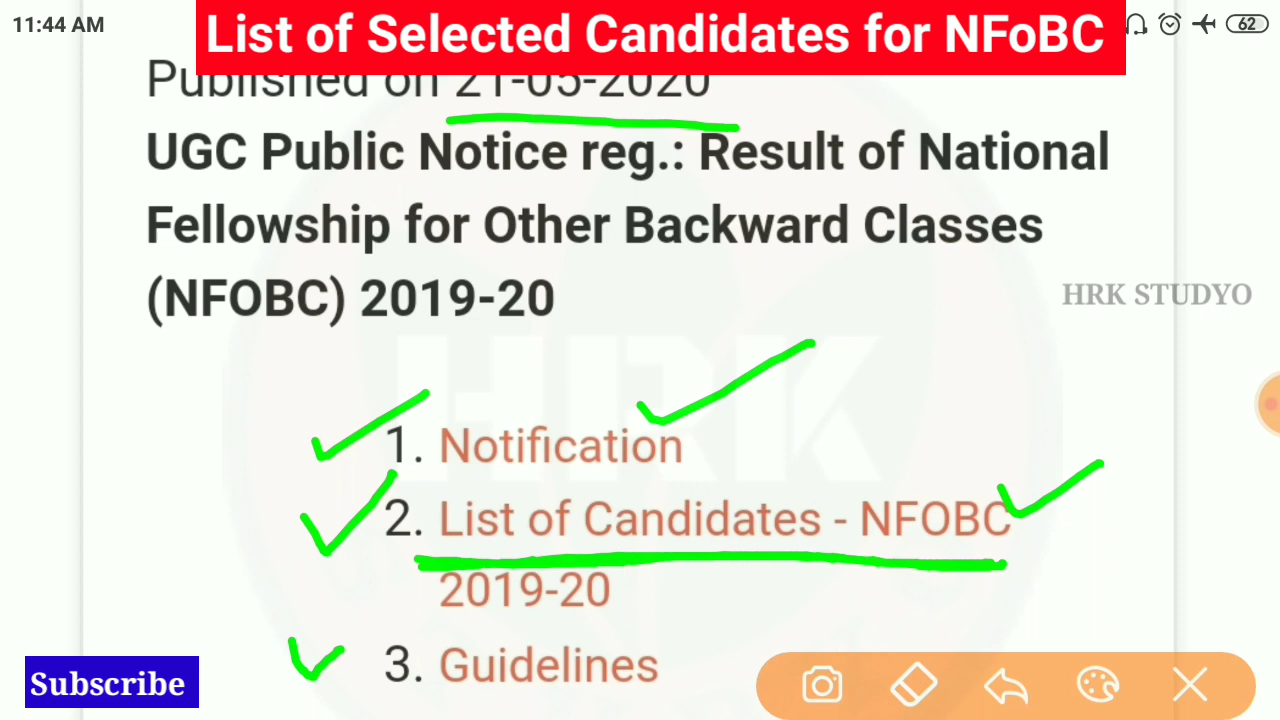 11:44 AM
List of Selected Candidates for NFoBC
62
Published on 21-05-2020
UGC Public Notice reg.: Result of National
Fellowship for Other Backward Classes
(NFOBC) 2019-20
HRK STUDYO
HRK
1. Notification
2. List of Candidates - NFOBC
2019-20
3. Guidelines
Subscribe